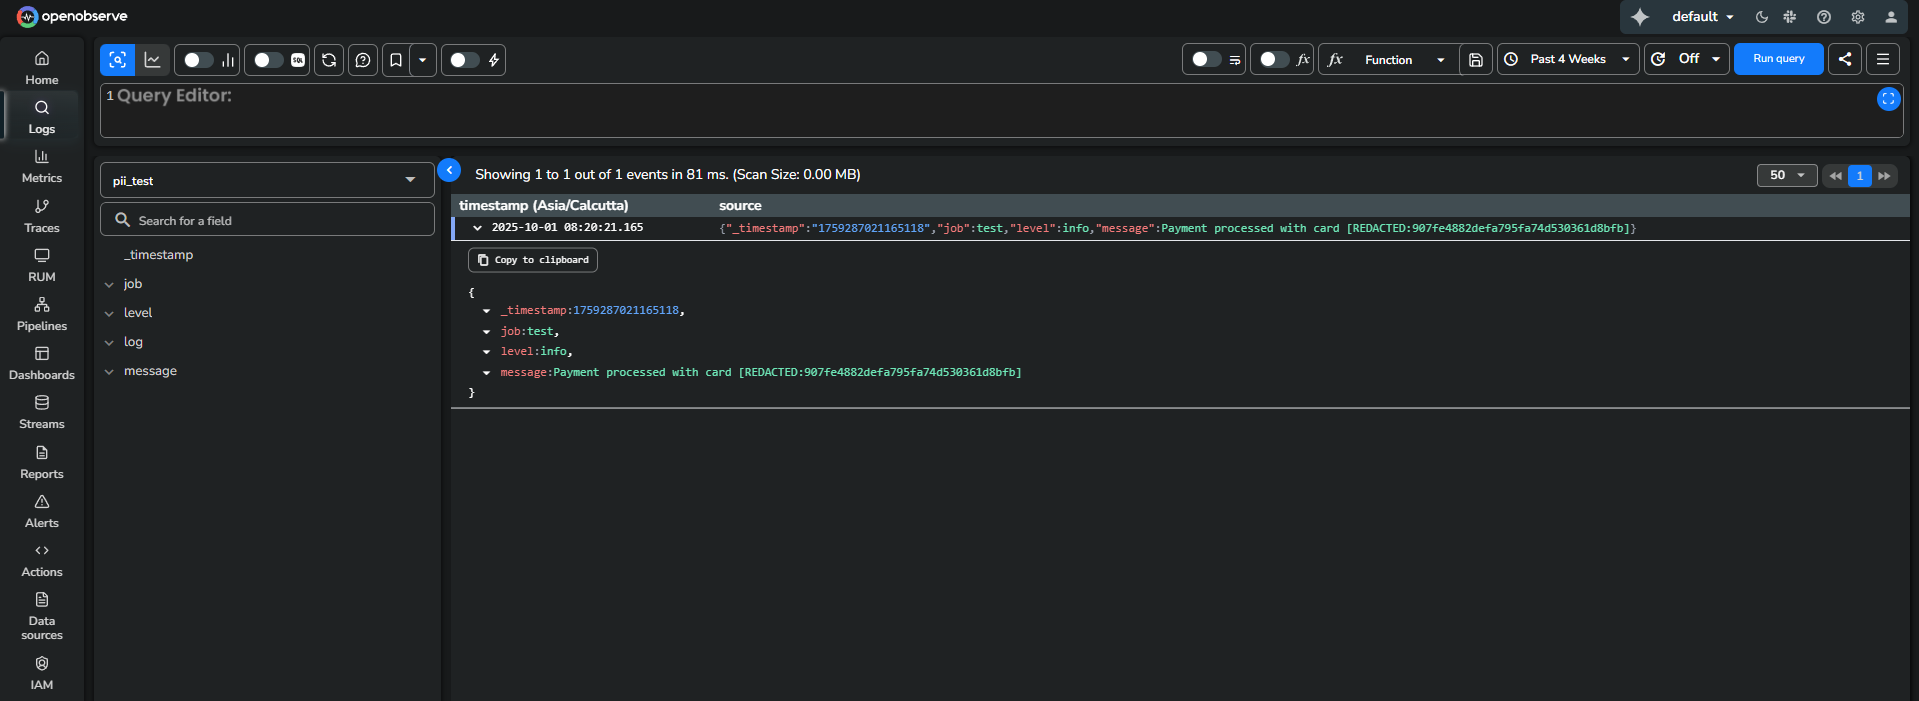 openobserve
default
Home
Logs
Metrics
Traces
RUM
Pipelines
Dashboards
Streams
Reports
Alerts
Actions
Data
sources
IAM
SQL
fx
fx Function
Past 4 Weeks
Off
Run query
1 Query Editor:
pii_test
Search for a field
_timestamp
job
level
log
message
Showing 1 to 1 out of 1 events in 81 ms. (Scan Size: 0.00 MB)
50
1
timestamp (Asia/Calcutta) source
2025-10-01 08:20:21.165 {"_timestamp":"1759287021165118","job":test,"level":info,"message":Payment processed with card [REDACTED:907fe4882defa795fa74d530361d8bfb]}
Copy to clipboard
{
_timestamp:1759287021165118,
job:test,
level:info,
message:Payment processed with card [REDACTED:907fe4882defa795fa74d530361d8bfb]
}